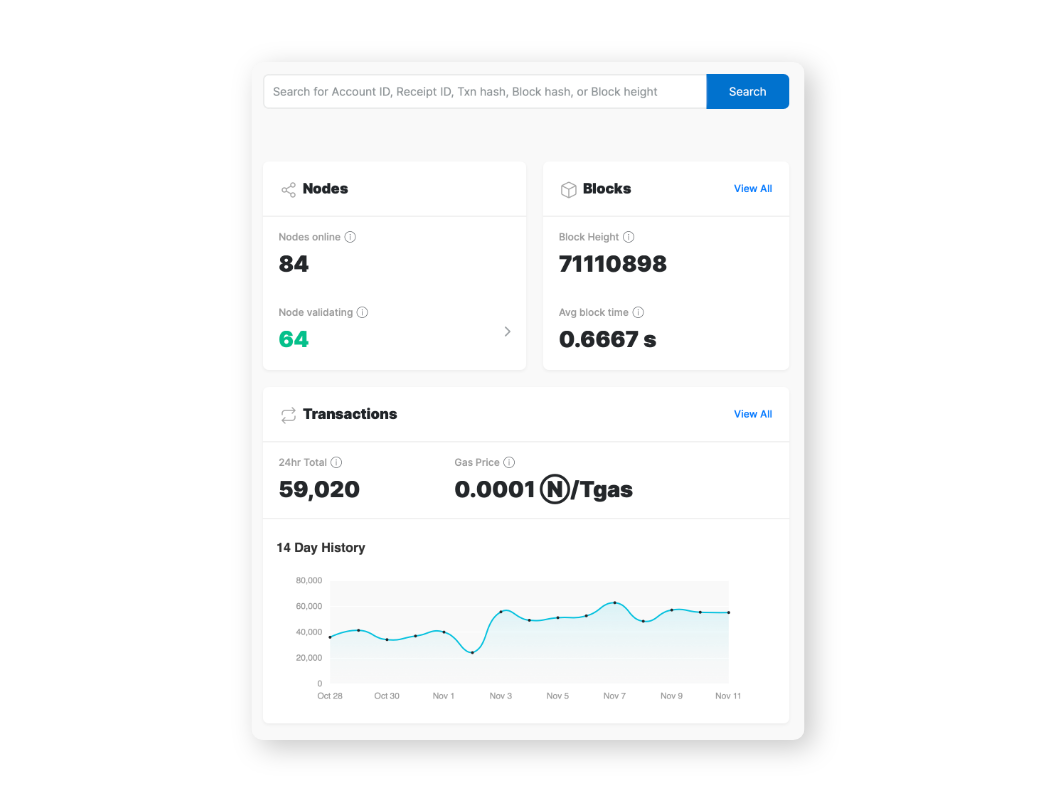 Search for Account ID, Receipt ID, Txn hash, Block hash, or Block height
Search
Nodes
Nodes online
84
Node validating
64
Blocks
View All
Block Height
71110898
Avg block time
0.6667 s
Transactions
View All
24hr Total
59,020
Gas Price
0.0001 Ⓝ/Tgas
14 Day History
80,000
60,000
40,000
20,000
0
Oct 28 Oct 30 Nov 1 Nov 3 Nov 5 Nov 7 Nov 9 Nov 11